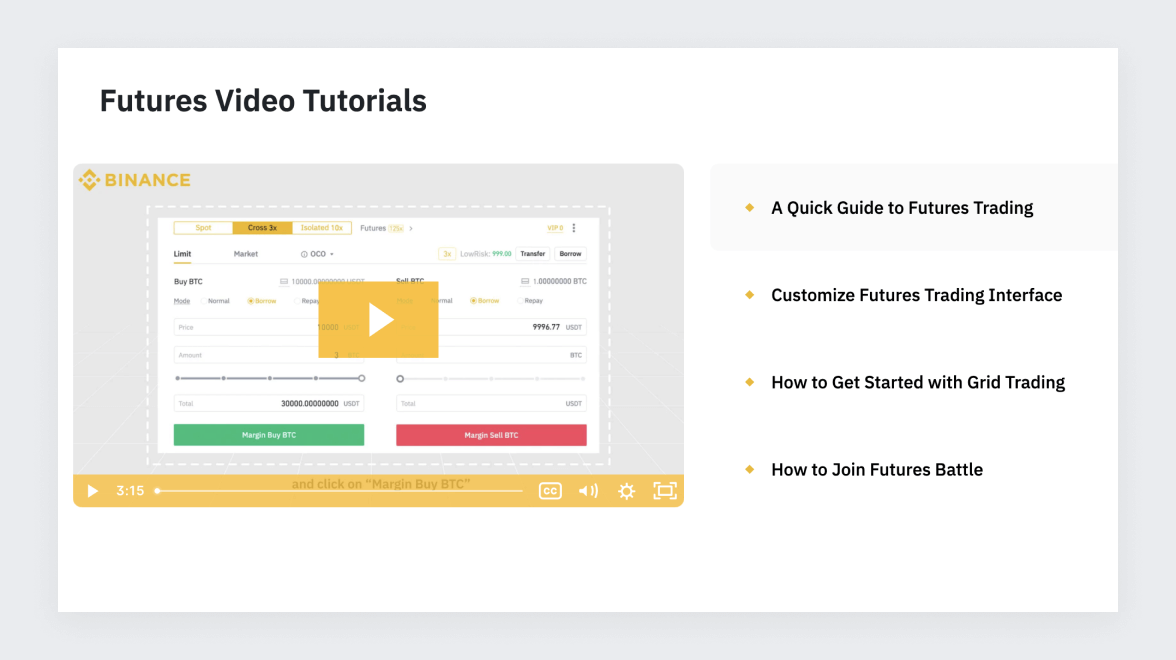 Futures Video Tutorials
BINANCE
Spot Cross 3x Isolated 10x Futures 125x VIP 0
Limit Market OCO 3x LowRisk: 999.00 Transfer Borrow
Buy BTC 10000.00000000 USDT Sell BTC 1.00000000 BTC
Mode Normal Borrow Repay Normal Borrow Repay
Price 10000 9996.77 USDT
Amount 3 BTC
Total 30000.00000000 USDT Total USDT
Margin Buy BTC Margin Sell BTC
and click on “Margin Buy BTC”
3:15 CC
A Quick Guide to Futures Trading
Customize Futures Trading Interface
How to Get Started with Grid Trading
How to Join Futures Battle